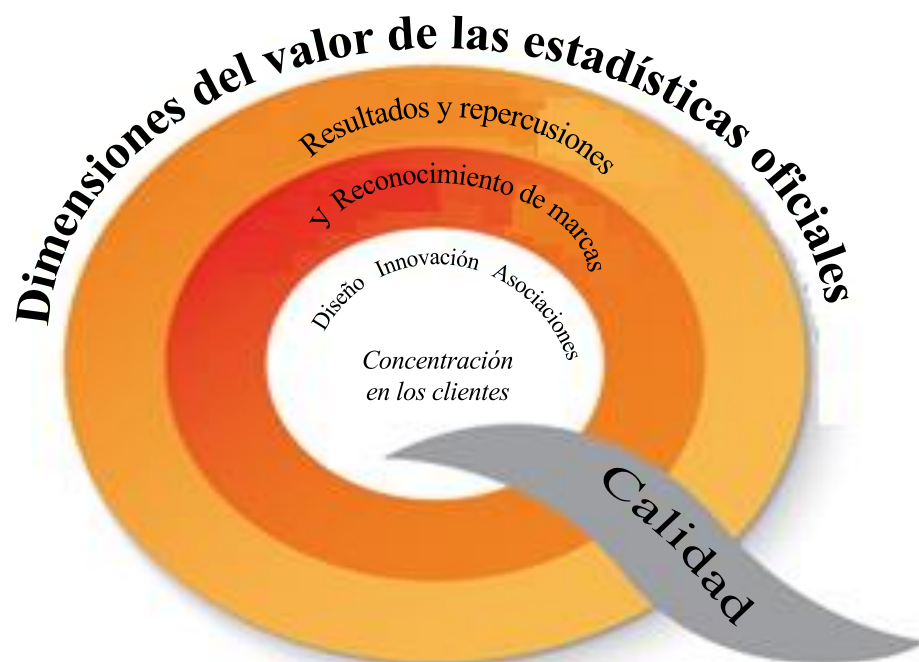 Dimensiones del valor de las estadísticas oficiales
Resultados y repercusiones
y Reconocimiento de marcas
Diseño Innovación Asociaciones
Concentración
en los clientes
Calidad